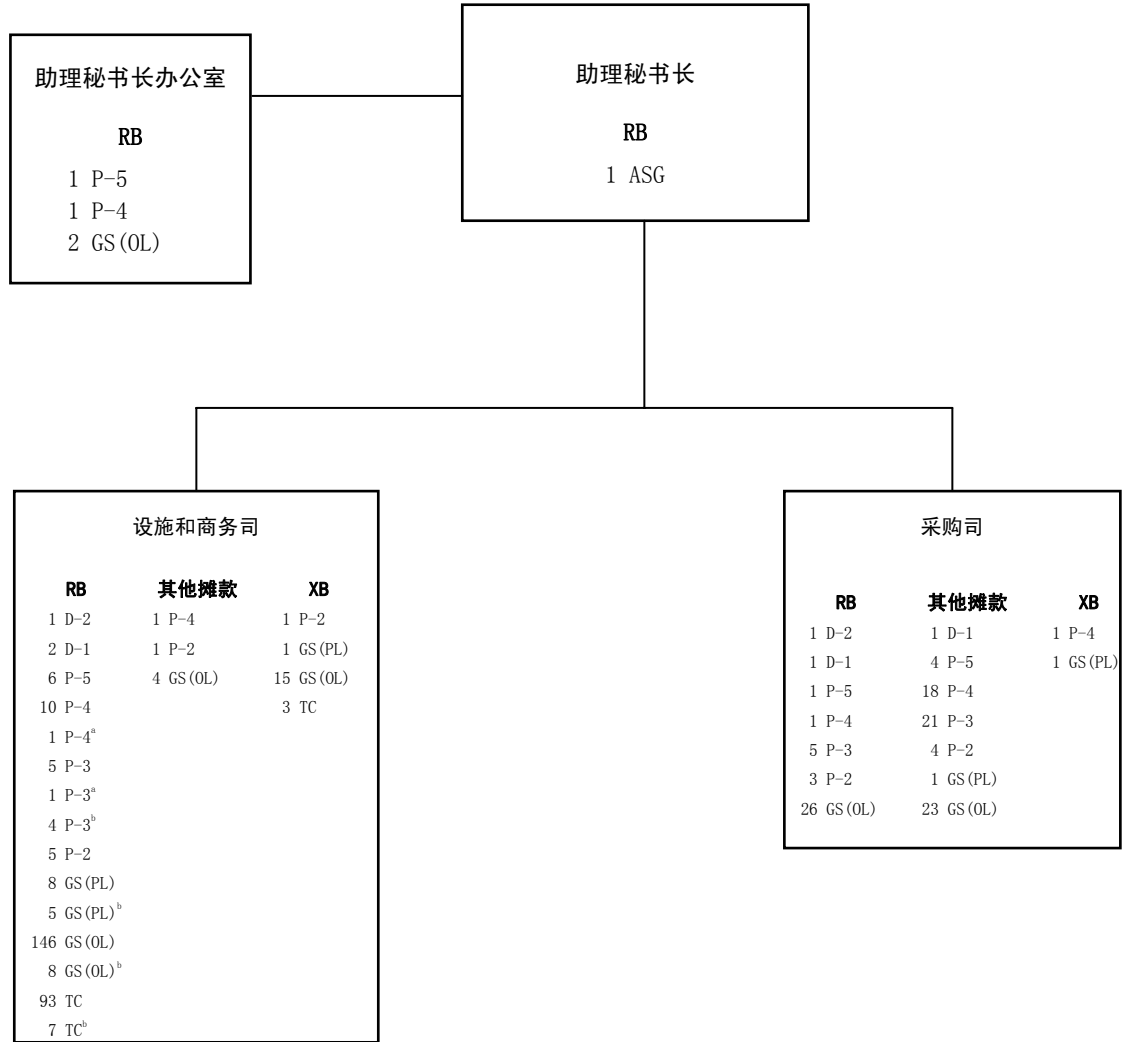 助理秘书长办公室
RB
1 P-5
1 P-4
2 GS(OL)
助理秘书长
RB
1 ASG
设施和商务司
RB 其他摊款 XB
1 D-2 1 P-4 1 P-2
2 D-1 1 P-2 1 GS(PL)
6 P-5 4 GS(OL) 15 GS(OL)
10 P-4 3 TC
1 P-4ᵃ
5 P-3
1 P-3ᵃ
4 P-3ᵇ
5 P-2
8 GS(PL)
5 GS(PL)ᵇ
146 GS(OL)
8 GS(OL)ᵇ
93 TC
7 TCᵇ
采购司
RB 其他摊款 XB
1 D-2 1 D-1 1 P-4
1 D-1 4 P-5 1 GS(PL)
1 P-5 18 P-4
1 P-4 21 P-3
5 P-3 4 P-2
3 P-2 1 GS(PL)
26 GS(OL) 23 GS(OL)